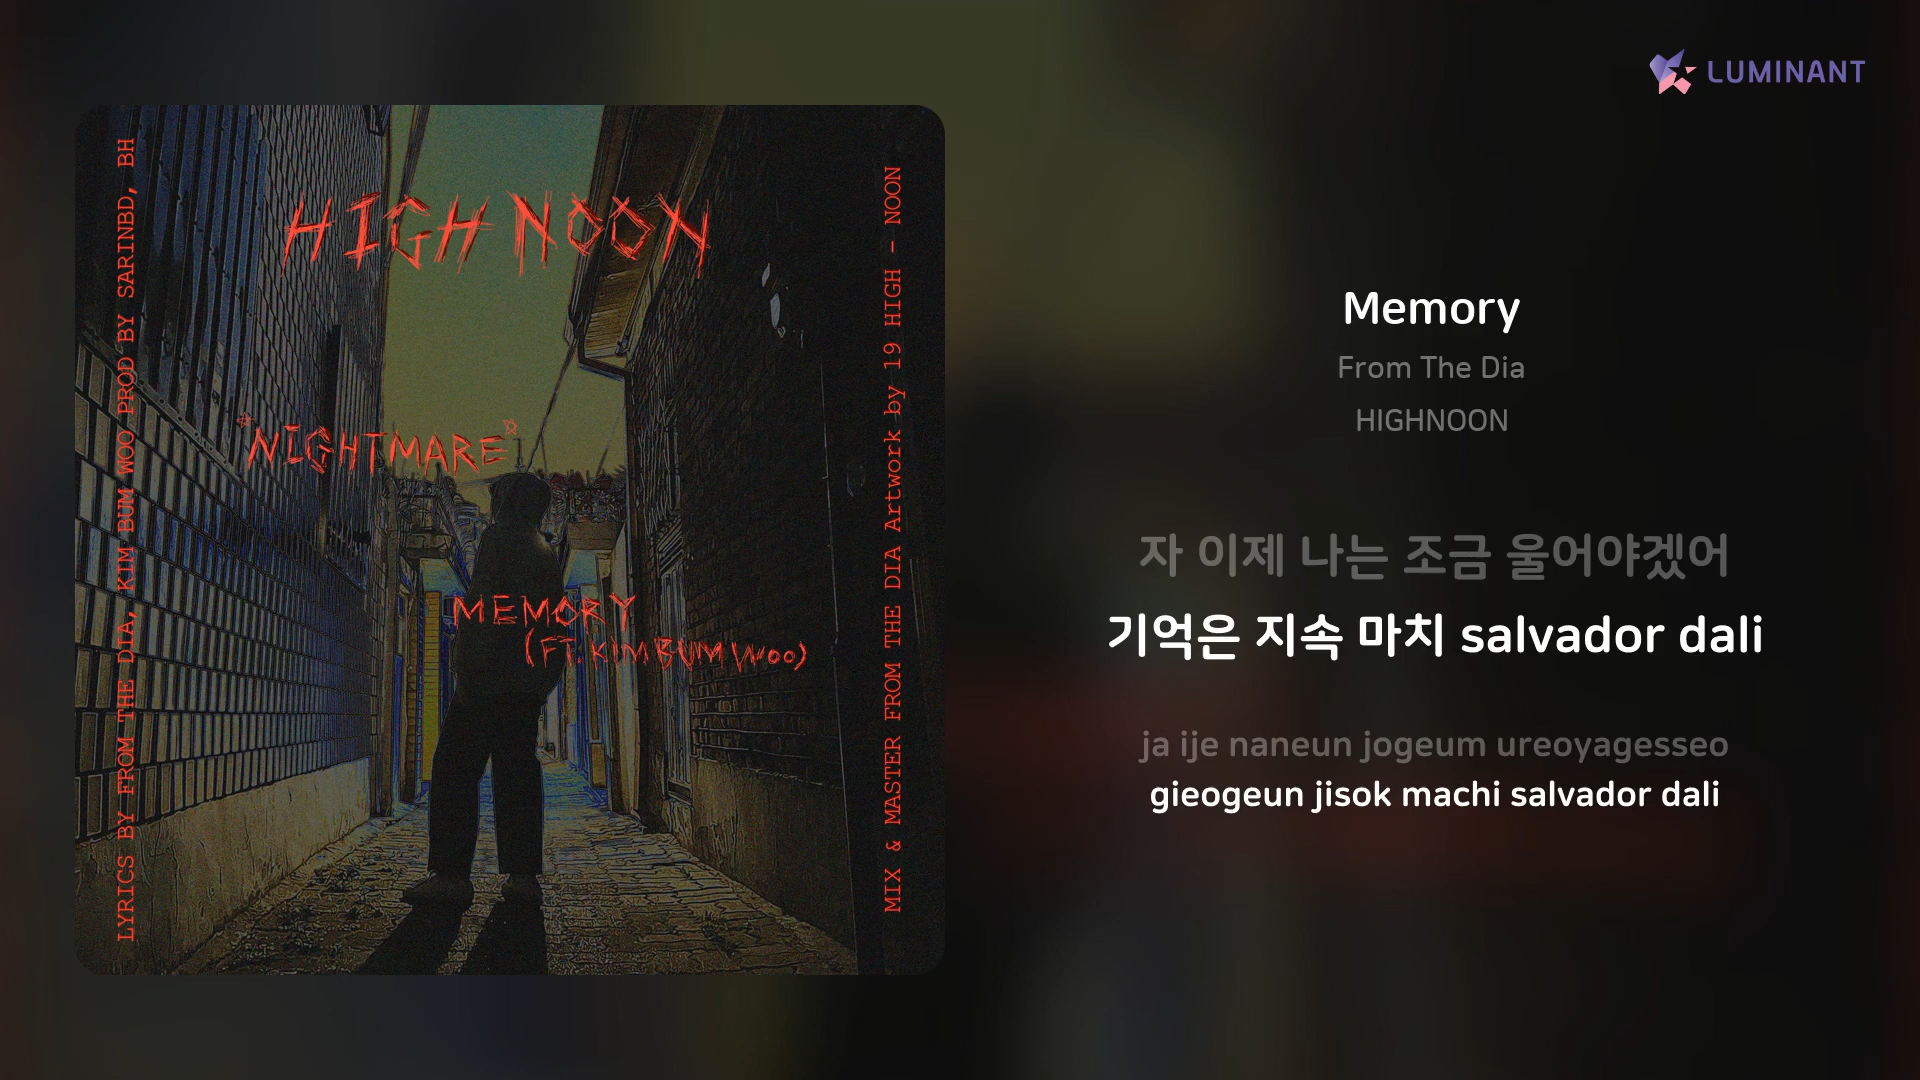 LUMINANT
LYRICS BY FROM THE DIA, KIM BUM WOO PROD BY SARINBD, BH
HIGH NOON
"NIGHTMARE"
MEMORY
(FT. KIM BUM WOO)
MIX & MASTER FROM THE DIA Artwork by 19 HIGH - NOON
Memory
From The Dia
HIGHNOON
자 이제 나는 조금 울어야겠어
기억은 지속 마치 salvador dali
ja ije naneun jogeum ureoyagesseo
gieogeun jisok machi salvador dali